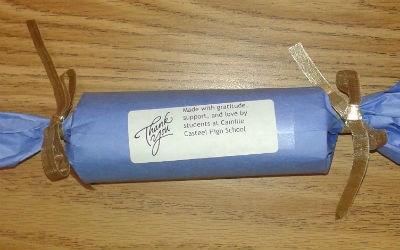 Thank
you
Made with gratitude,
support, and love by
students at Camille
Casteel High School